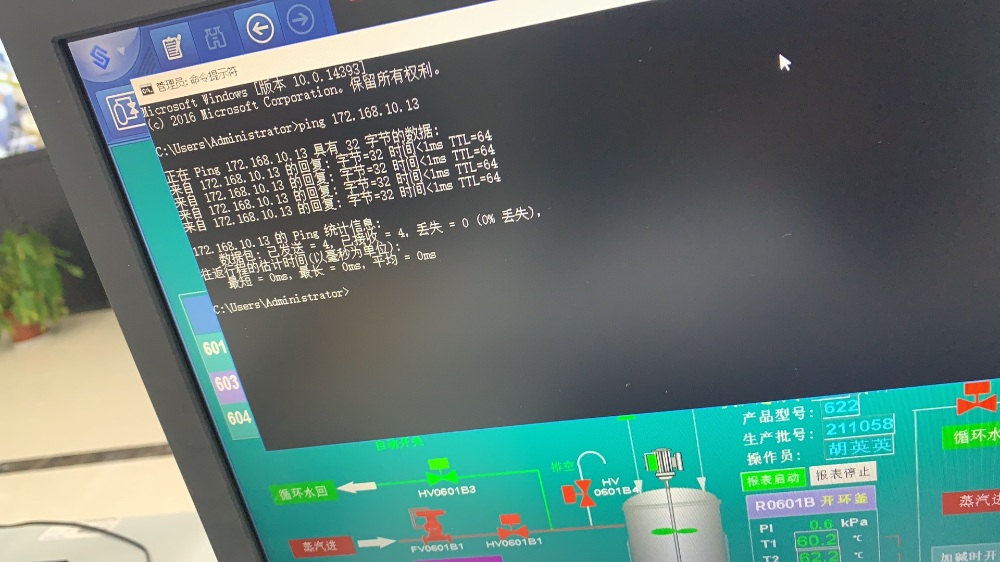 管理员: 命令提示符
Microsoft Windows [版本 10.0.14393]
(c) 2016 Microsoft Corporation。保留所有权利。
C:\Users\Administrator>ping 172.168.10.13
正在 Ping 172.168.10.13 具有 32 字节的数据:
来自 172.168.10.13 的回复: 字节=32 时间<1ms TTL=64
来自 172.168.10.13 的回复: 字节=32 时间<1ms TTL=64
来自 172.168.10.13 的回复: 字节=32 时间<1ms TTL=64
来自 172.168.10.13 的回复: 字节=32 时间<1ms TTL=64
172.168.10.13 的 Ping 统计信息:
数据包: 已发送 = 4, 已接收 = 4, 丢失 = 0 (0% 丢失),
往返行程的估计时间(以毫秒为单位):
最短 = 0ms, 最长 = 0ms, 平均 = 0ms
C:\Users\Administrator>
601
603
604
自动开关
产品型号: 622
生产批号: 211058
操作员: 胡英英
报表启动 报表停止
循环水
循环水回
HV0601B3
排空
HV
0601B4
蒸汽进
FV0601B1
HV0601B1
R0601B 开环釜
PI 0.6 kPa
T1 60.2 ℃
T2 62.2 ℃
蒸汽进
加碱时开